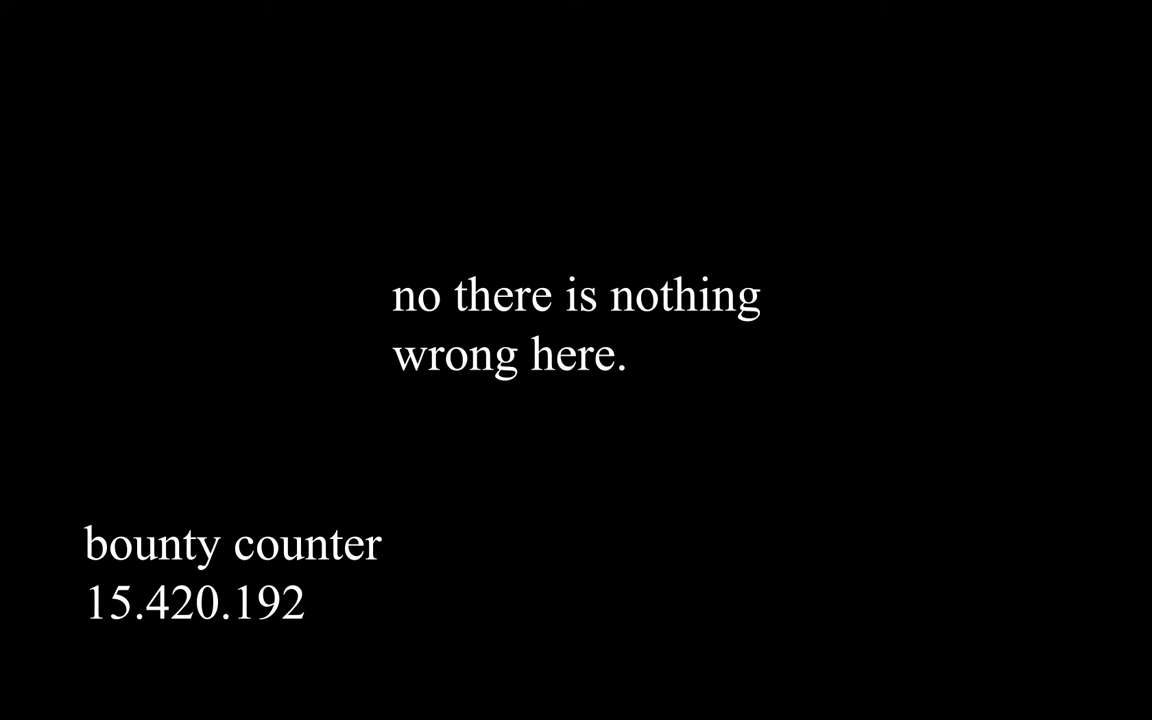 no there is nothing
wrong here.
bounty counter
15.420.192